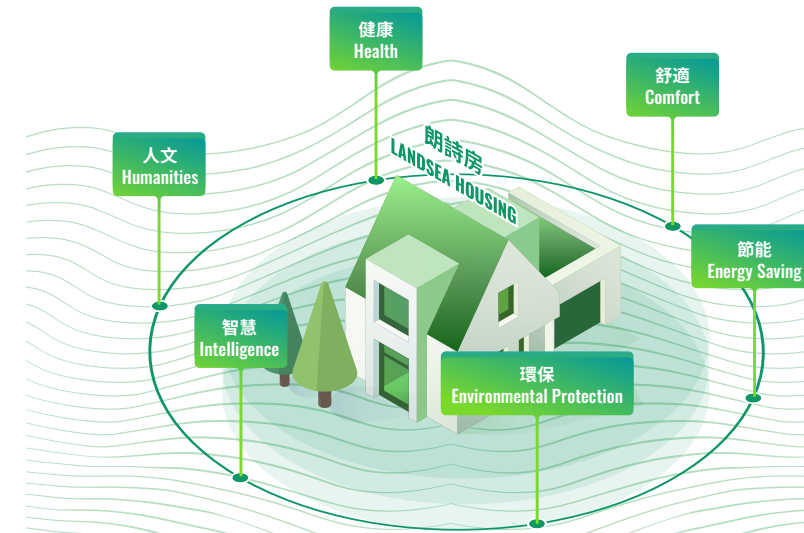 健康
Health
舒適
Comfort
朗詩房
LANDSEA HOUSING
人文
Humanities
節能
Energy Saving
智慧
Intelligence
環保
Environmental Protection